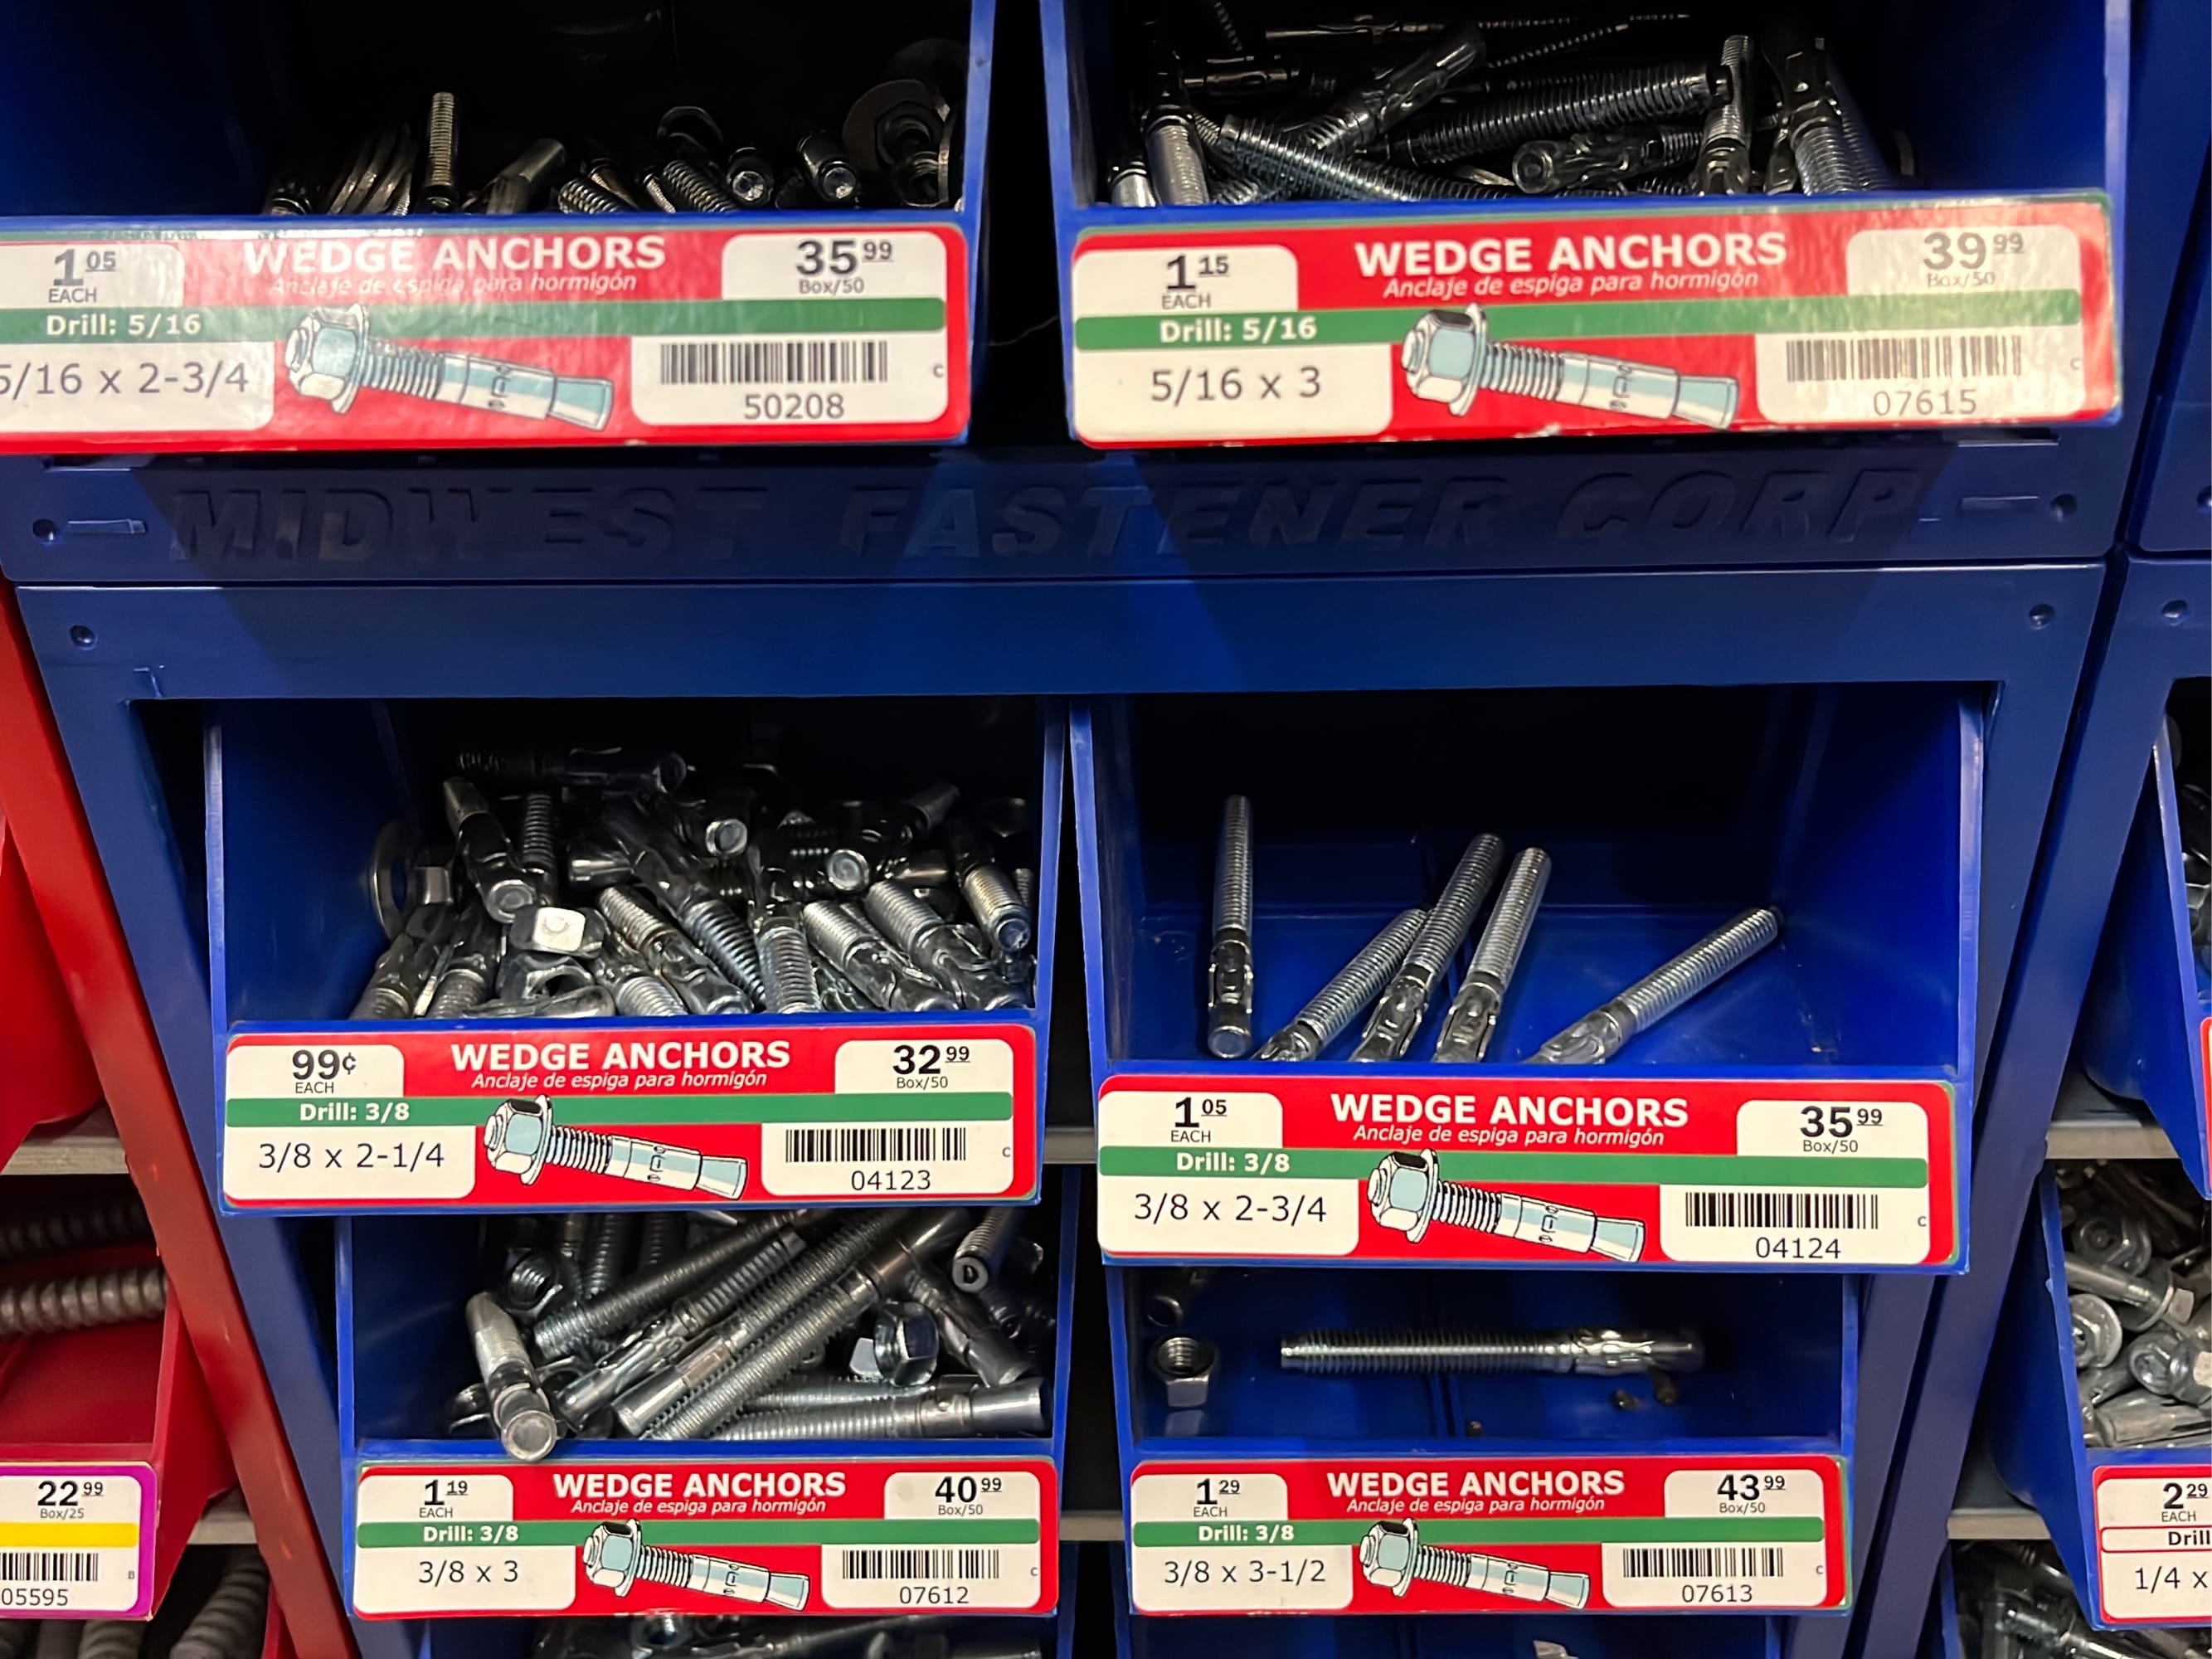 1.05
EACH
WEDGE ANCHORS
Anclaje de espiga para hormigón
35.99
Box/50
Drill: 5/16
5/16 x 2-3/4
50208
C
1.15
EACH
WEDGE ANCHORS
Anclaje de espiga para hormigón
39.99
Box/50
Drill: 5/16
5/16 x 3
07615
C
MIDWEST FASTENER CORP.
99¢
EACH
WEDGE ANCHORS
Anclaje de espiga para hormigón
32.99
Box/50
Drill: 3/8
3/8 x 2-1/4
04123
C
1.05
EACH
WEDGE ANCHORS
Anclaje de espiga para hormigón
35.99
Box/50
Drill: 3/8
3/8 x 2-3/4
04124
C
22.99
Box/25
B
05595
1.19
EACH
WEDGE ANCHORS
Anclaje de espiga para hormigón
40.99
Box/50
Drill: 3/8
3/8 x 3
07612
C
1.29
EACH
WEDGE ANCHORS
Anclaje de espiga para hormigón
43.99
Box/50
Drill: 3/8
3/8 x 3-1/2
07613
C
2.29
EACH
Drill
1/4 x
D